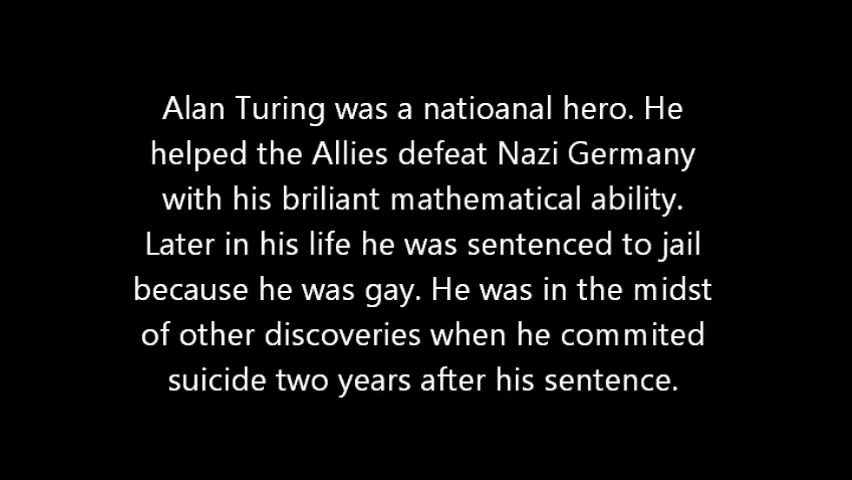 Alan Turing was a natioanal hero. He
helped the Allies defeat Nazi Germany
with his briliant mathematical ability.
Later in his life he was sentenced to jail
because he was gay. He was in the midst
of other discoveries when he commited
suicide two years after his sentence.